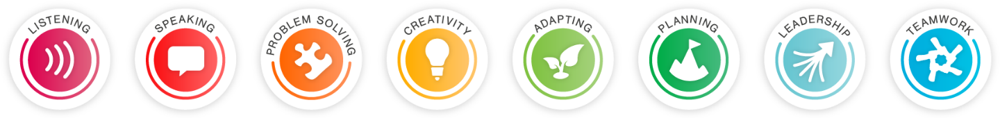 LISTENING
SPEAKING
PROBLEM SOLVING
CREATIVITY
ADAPTING
PLANNING
LEADERSHIP
TEAMWORK